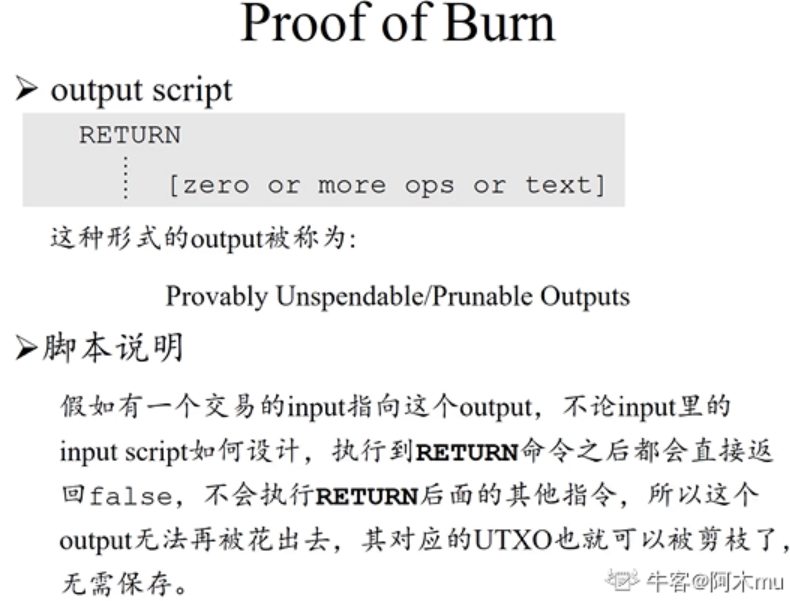 Proof of Burn
➢ output script
RETURN
[zero or more ops or text]
这种形式的output被称为:
Provably Unspendable/Prunable Outputs
➢脚本说明
假如有一个交易的input指向这个output，不论input里的
input script如何设计，执行到RETURN命令之后都会直接返
回false，不会执行RETURN后面的其他指令，所以这个
output无法再被花出去，其对应的UTXO也就可以被剪枝了，
无需保存。
牛客@阿木mu